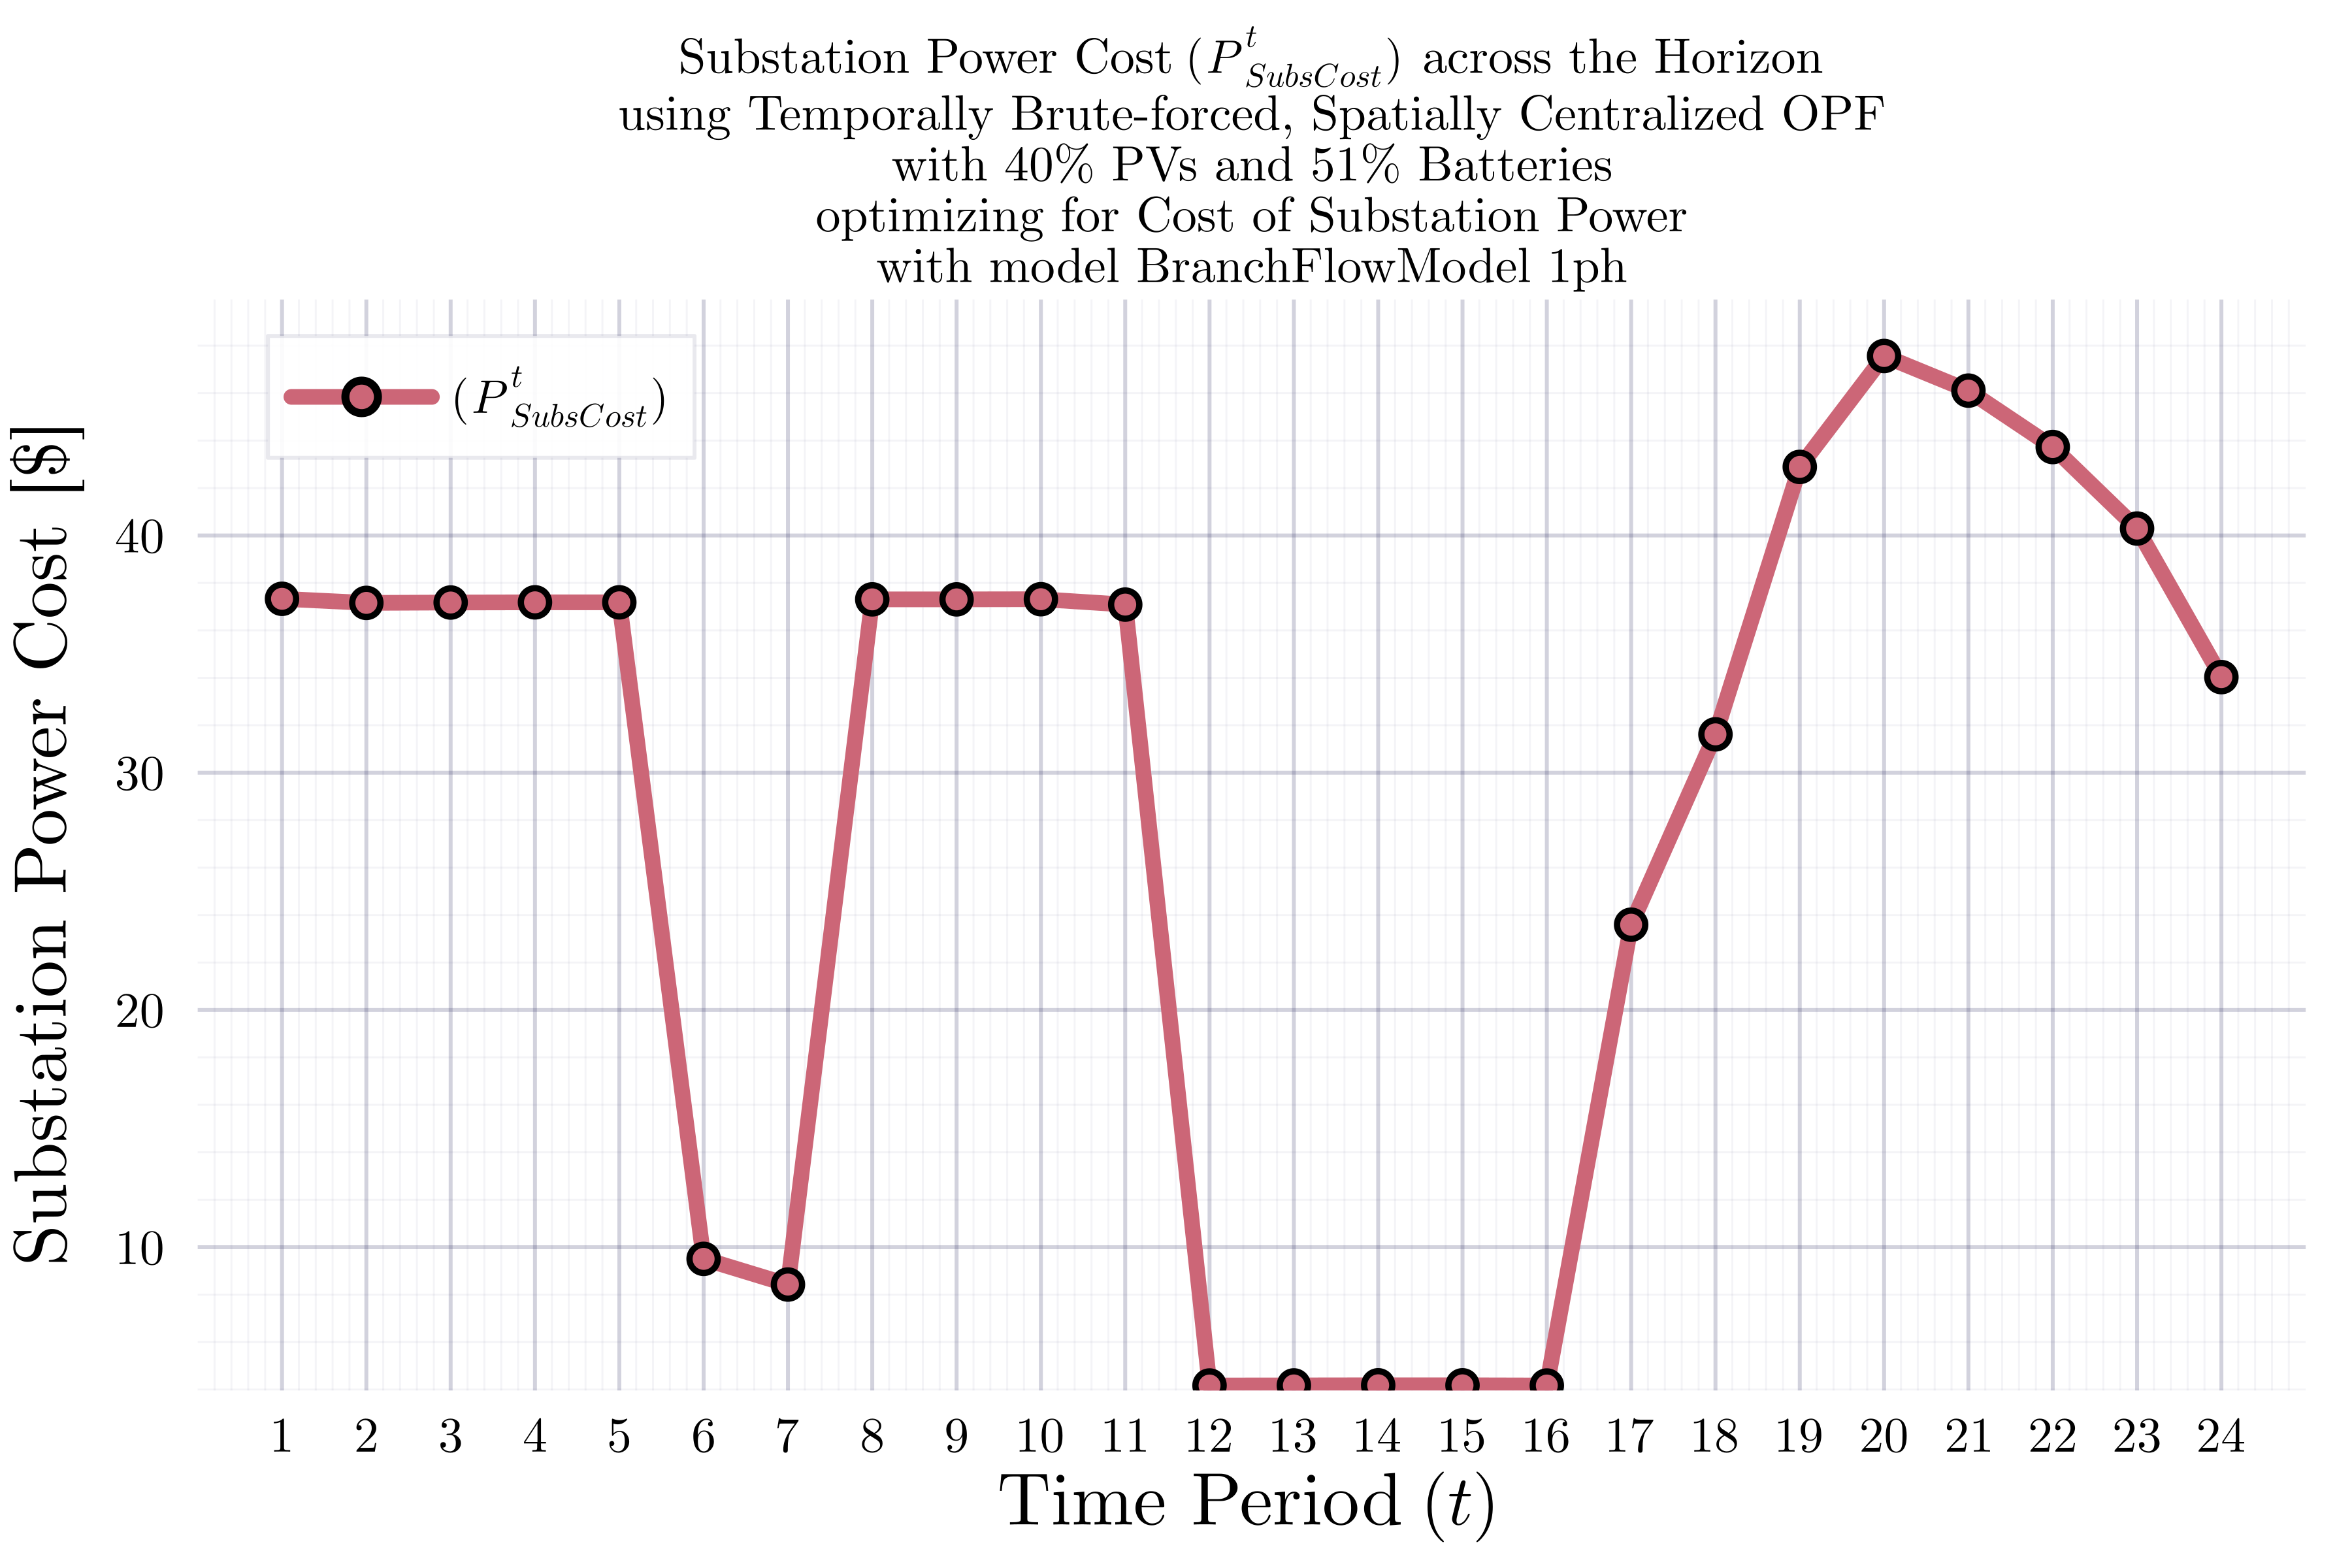 Substation Power Cost (P^t_SubsCost) across the Horizon
using Temporally Brute-forced, Spatially Centralized OPF
with 40% PVs and 51% Batteries
optimizing for Cost of Substation Power
with model BranchFlowModel 1ph
(P^t_SubsCost)
Substation Power Cost [$]
40
30
20
10
1 2 3 4 5 6 7 8 9 10 11 12 13 14 15 16 17 18 19 20 21 22 23 24
Time Period (t)